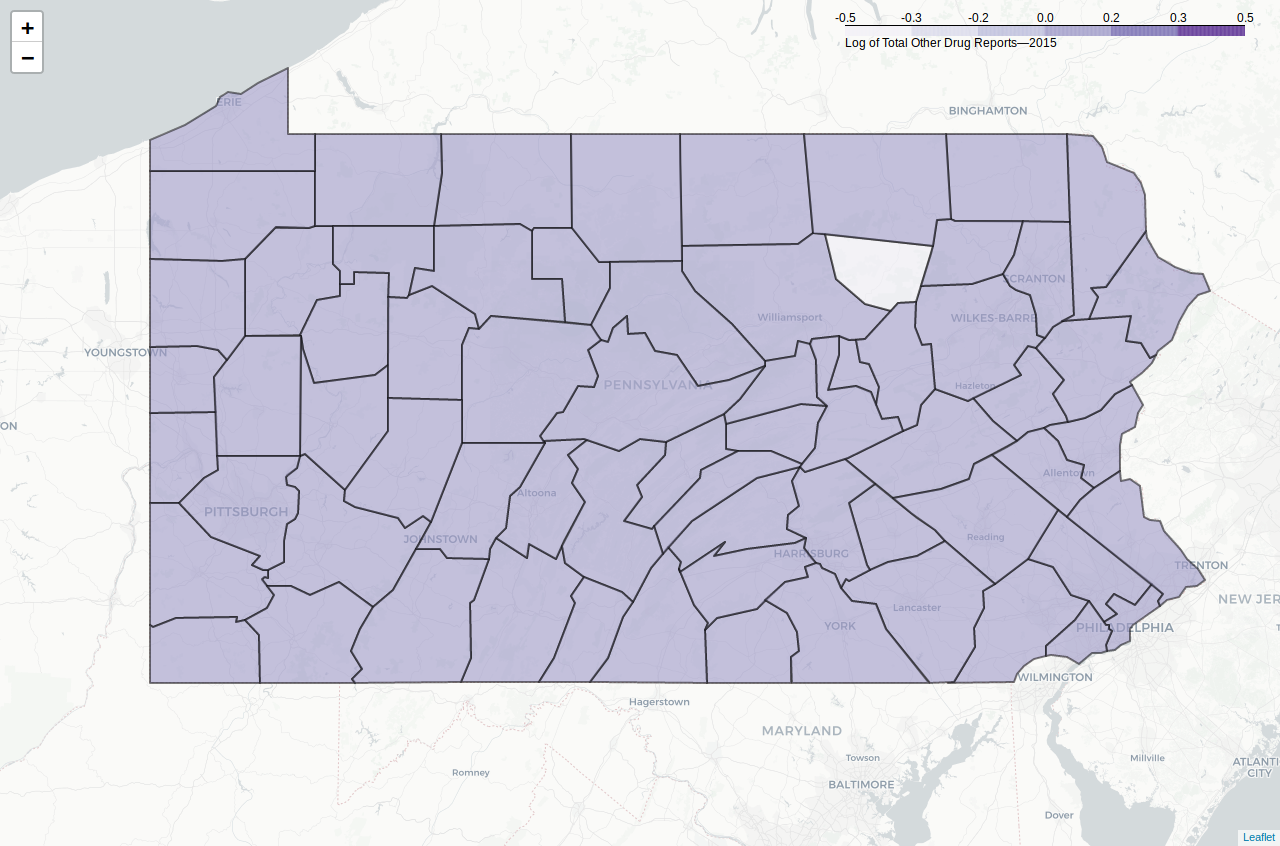 +
−
-0.5 -0.3 -0.2 0.0 0.2 0.3 0.5
Log of Total Other Drug Reports—2015
ERIE
BINGHAMTON
SCRANTON
Williamsport
WILKES-BARRE
YOUNGSTOWN
PENNSYLVANIA
Hazleton
ON
Allentown
Altoona
PITTSBURGH
JOHNSTOWN
Reading
HARRISBURG
TRENTON
NEW JER
Lancaster
YORK
PHILADELPHIA
T
WILMINGTON
Hagerstown
MARYLAND
Towson
Millville
ATLANTI
CITY
Romney
BALTIMORE
Dover
Leaflet